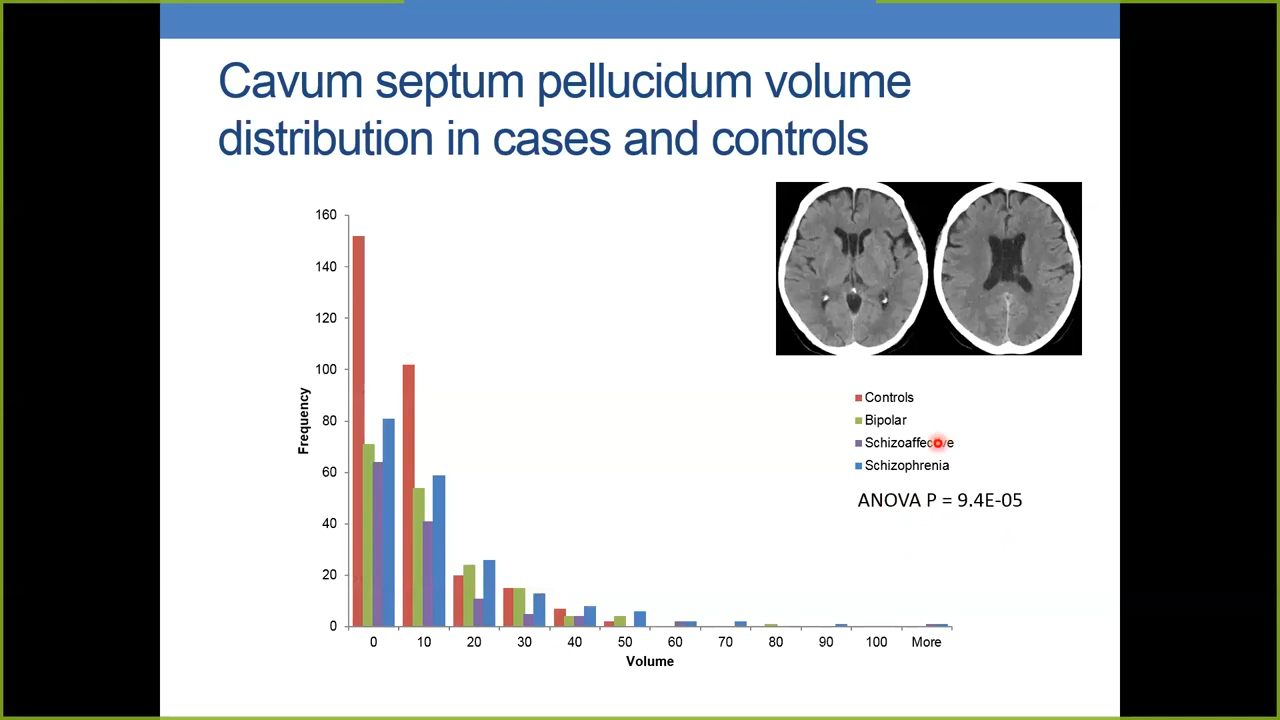 Cavum septum pellucidum volume
distribution in cases and controls
160
140
120
100
80
60
40
20
0
Frequency
0 10 20 30 40 50 60 70 80 90 100 More
Volume
Controls
Bipolar
Schizoaffective
Schizophrenia
ANOVA P = 9.4E-05